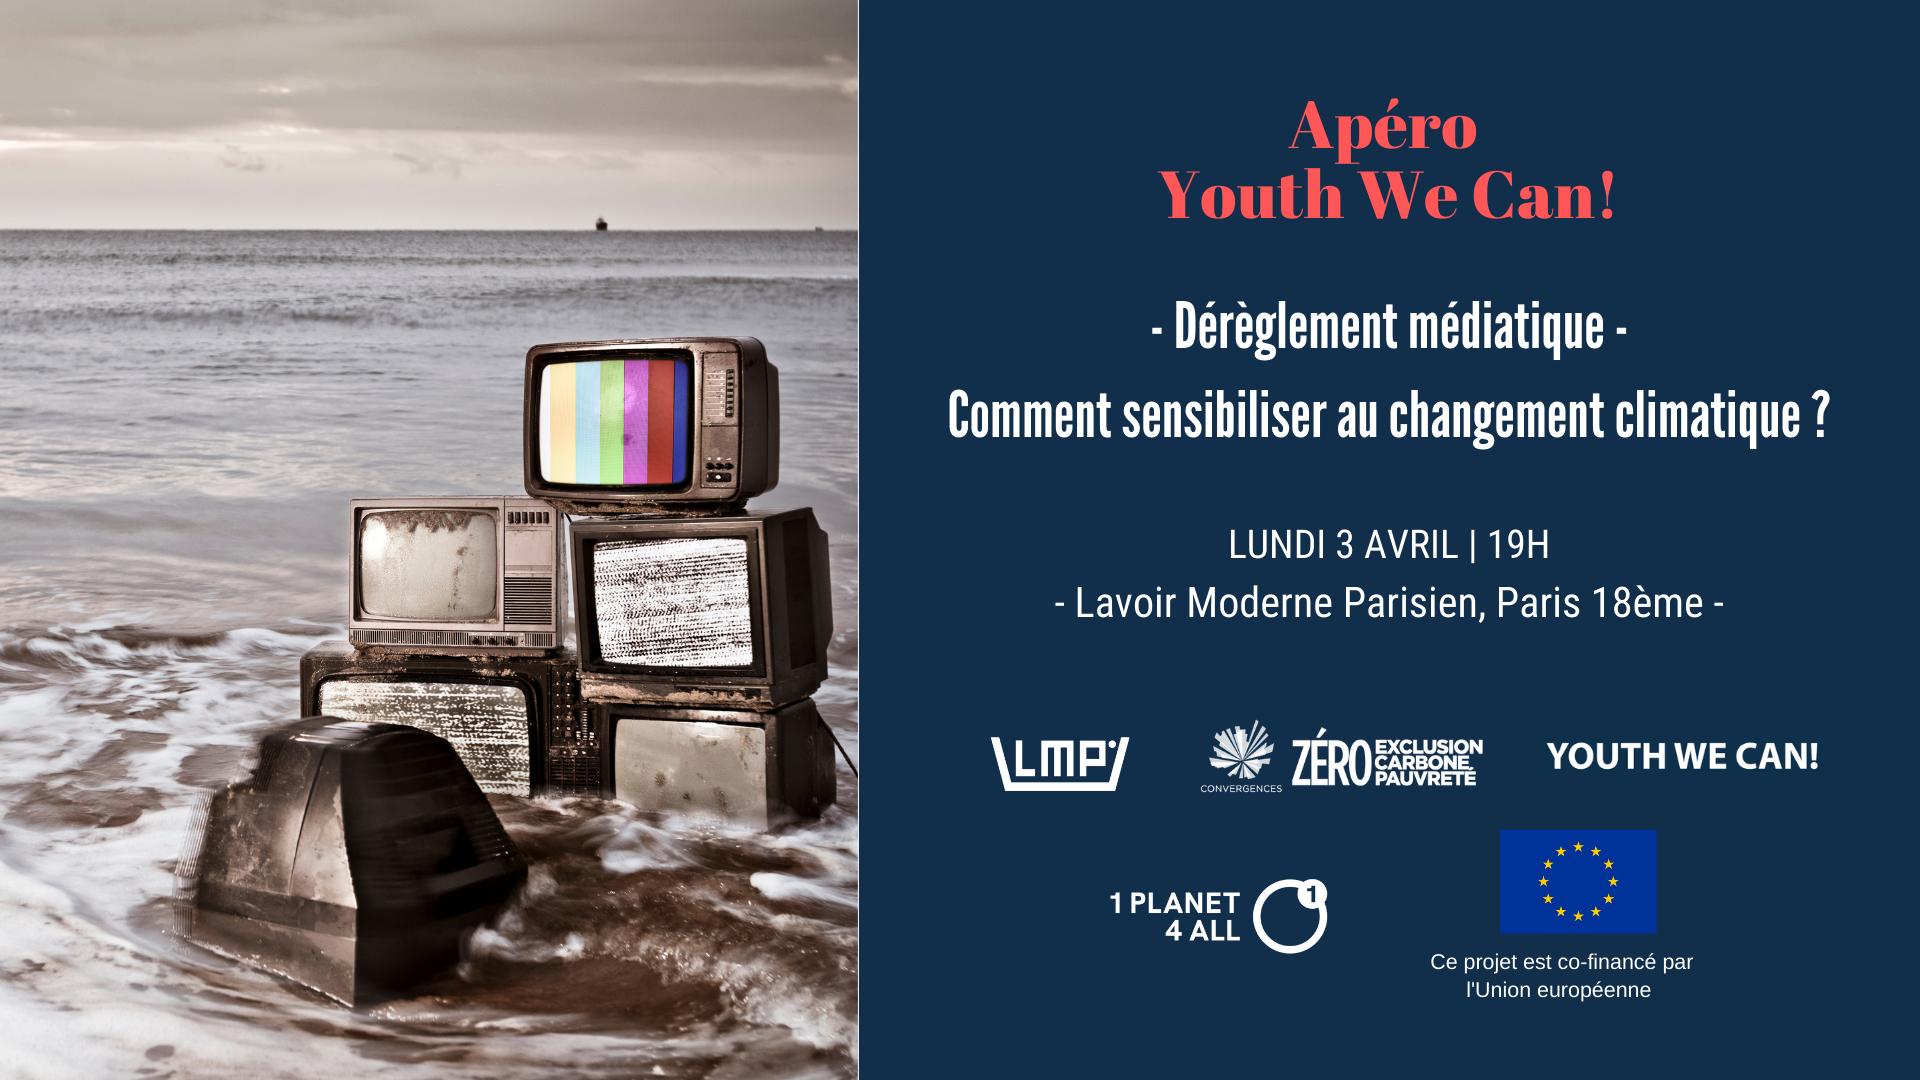 Apéro
Youth We Can!
- Dérèglement médiatique -
Comment sensibiliser au changement climatique ?
LUNDI 3 AVRIL | 19H
- Lavoir Moderne Parisien, Paris 18ème -
LMP
CONVERGENCES
ZÉRO
EXCLUSION
CARBONE
PAUVRETÉ
YOUTH WE CAN!
1 PLANET
4 ALL
1
Ce projet est co-financé par
l'Union européenne